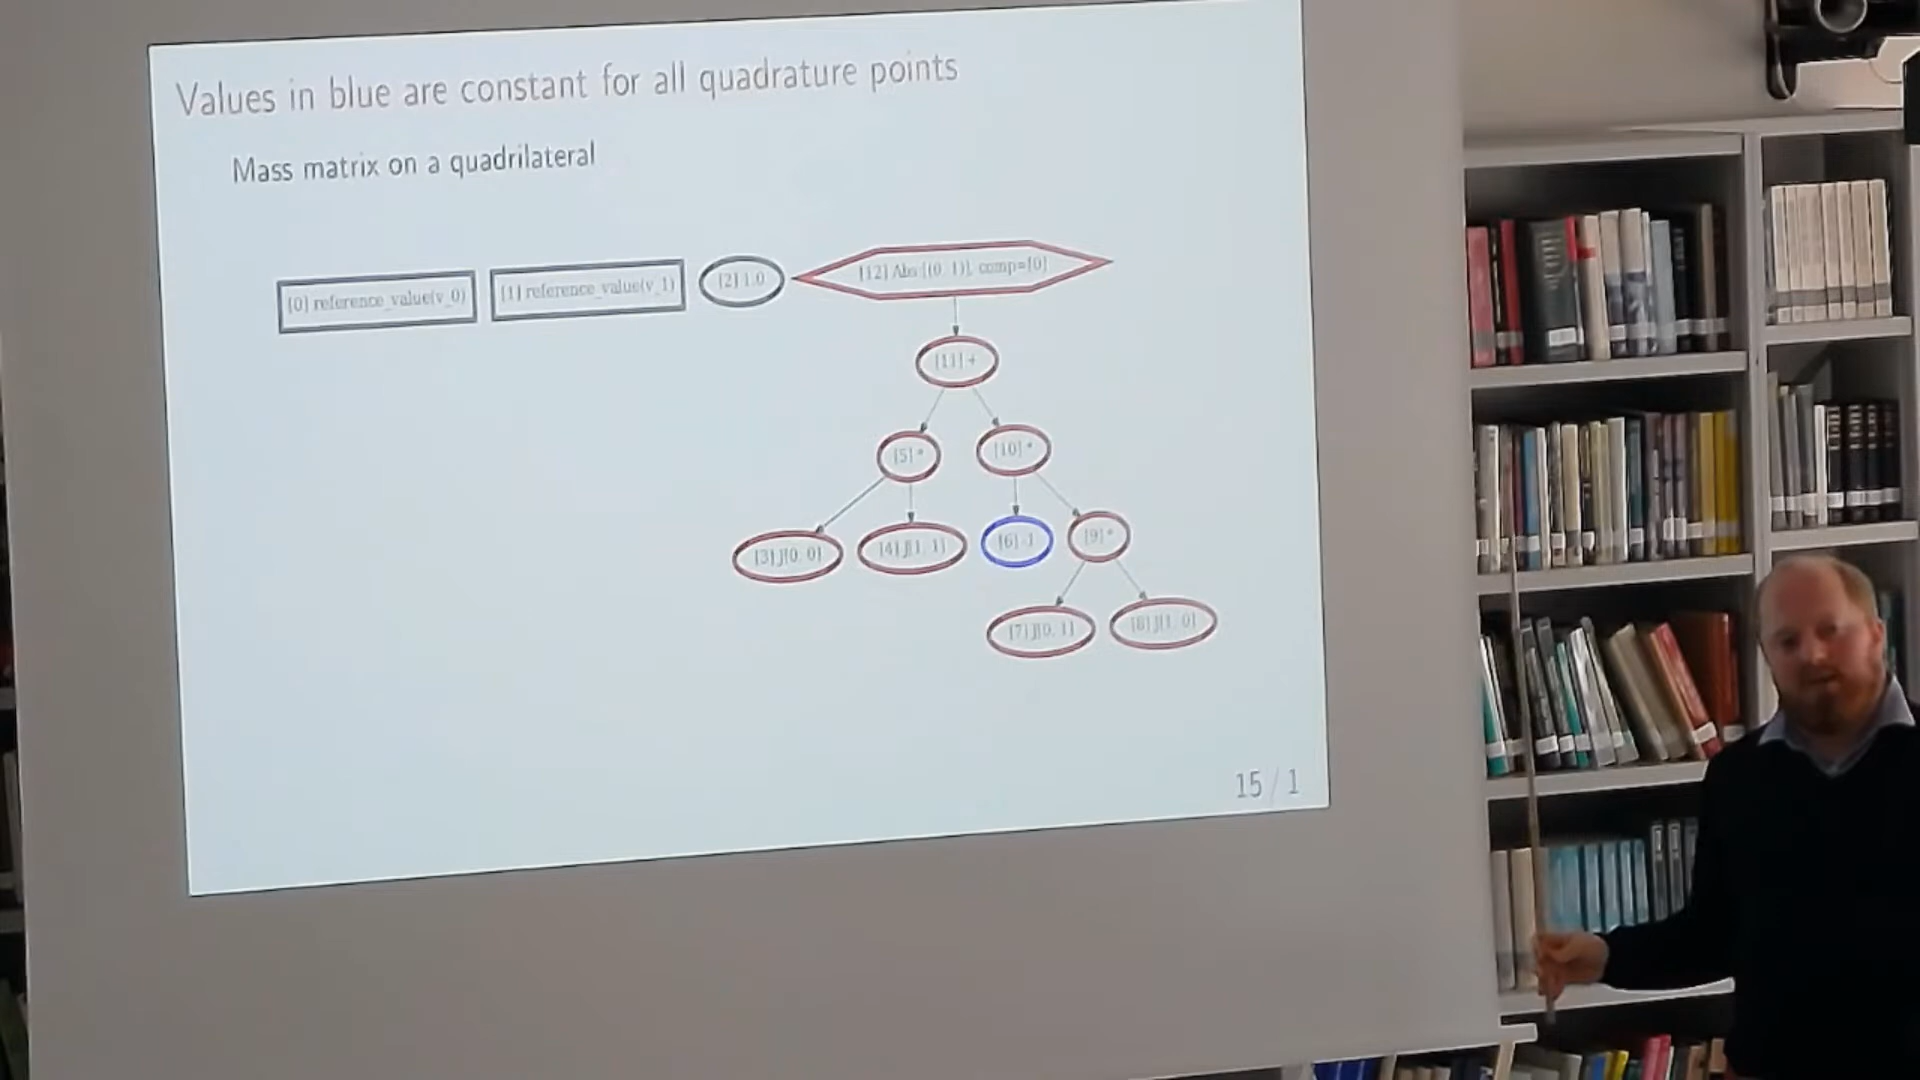 Values in blue are constant for all quadrature points
Mass matrix on a quadrilateral
[0] reference_value(v_0)
[1] reference_value(v_1)
[2] 1.0
[12] Abs [(0, 1)], comp=[0]
[11] +
[5] *
[10] *
[3] J[0, 0]
[4] J[1, 1]
[6] -1
[9] *
[7] J[0, 1]
[8] J[1, 0]
15 / 1